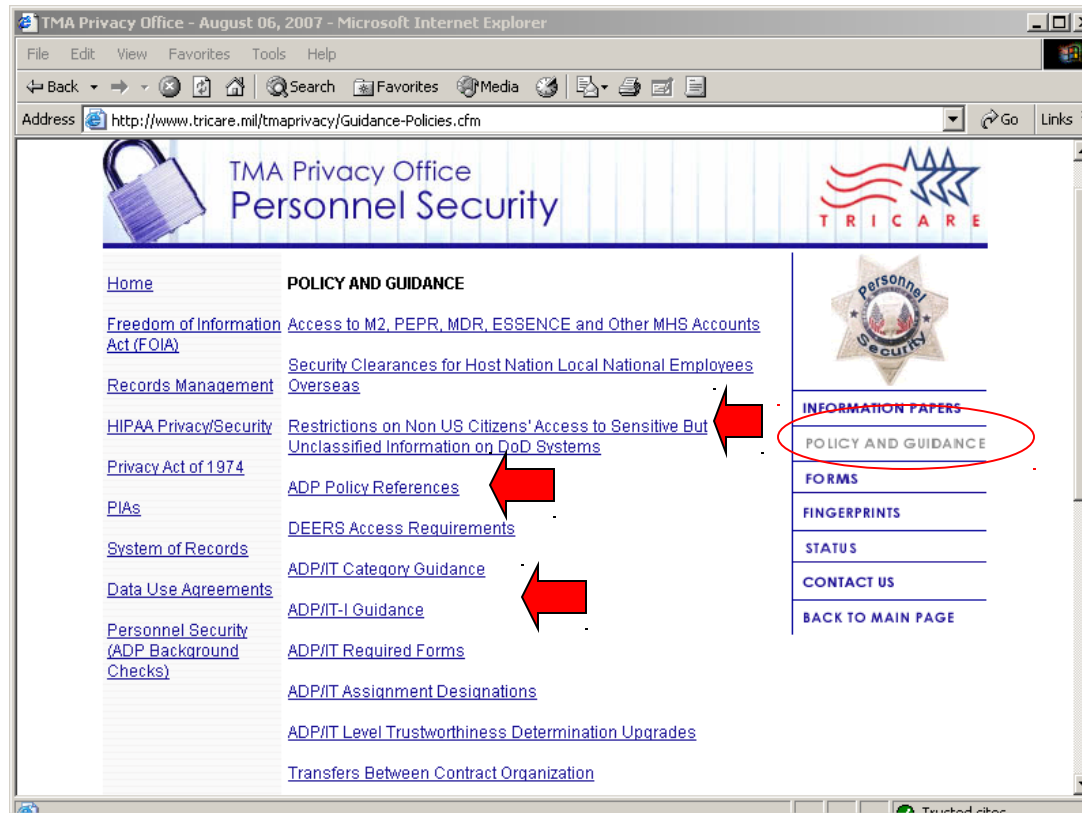 TMA Privacy Office - August 06, 2007 - Microsoft Internet Explorer
File Edit View Favorites Tools Help
Back Search Favorites Media
Address http://www.tricare.mil/tmaprivacy/Guidance-Policies.cfm Go Links
TMA Privacy Office
Personnel Security
TRICARE
Home
Freedom of Information
Act (FOIA)
Records Management
HIPAA Privacy/Security
Privacy Act of 1974
PIAs
System of Records
Data Use Agreements
Personnel Security
(ADP Background
Checks)
POLICY AND GUIDANCE
Access to M2, PEPR, MDR, ESSENCE and Other MHS Accounts
Security Clearances for Host Nation Local National Employees
Overseas
Restrictions on Non US Citizens' Access to Sensitive But
Unclassified Information on DoD Systems
ADP Policy References
DEERS Access Requirements
ADP/IT Category Guidance
ADP/IT-I Guidance
ADP/IT Required Forms
ADP/IT Assignment Designations
ADP/IT Level Trustworthiness Determination Upgrades
Transfers Between Contract Organization
Personnel
Security
INFORMATION PAPERS
POLICY AND GUIDANCE
FORMS
FINGERPRINTS
STATUS
CONTACT US
BACK TO MAIN PAGE
Trusted sites